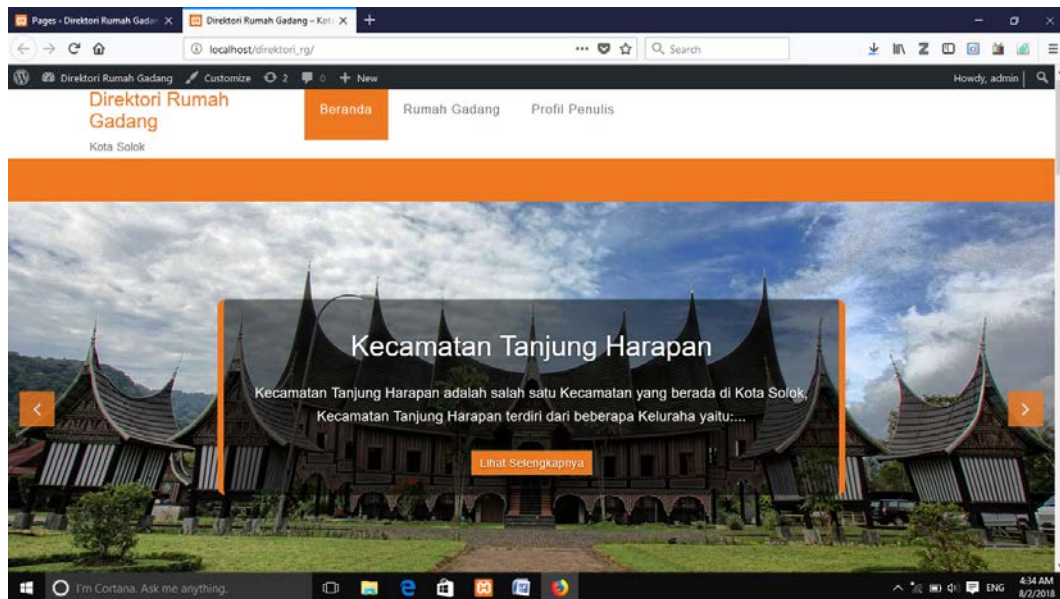 Pages ‹ Direktori Rumah Gadan
Direktori Rumah Gadang – Kot
localhost/direktori_rg/
Search
Direktori Rumah Gadang
Customize
2
0
New
Howdy, admin
Direktori Rumah
Gadang
Kota Solok
Beranda
Rumah Gadang
Profil Penulis
Kecamatan Tanjung Harapan
Kecamatan Tanjung Harapan adalah salah satu Kecamatan yang berada di Kota Solok,
Kecamatan Tanjung Harapan terdiri dari beberapa Keluraha yaitu:...
Lihat Selengkapnya
I'm Cortana. Ask me anything.
ENG
4:34 AM
8/2/2018